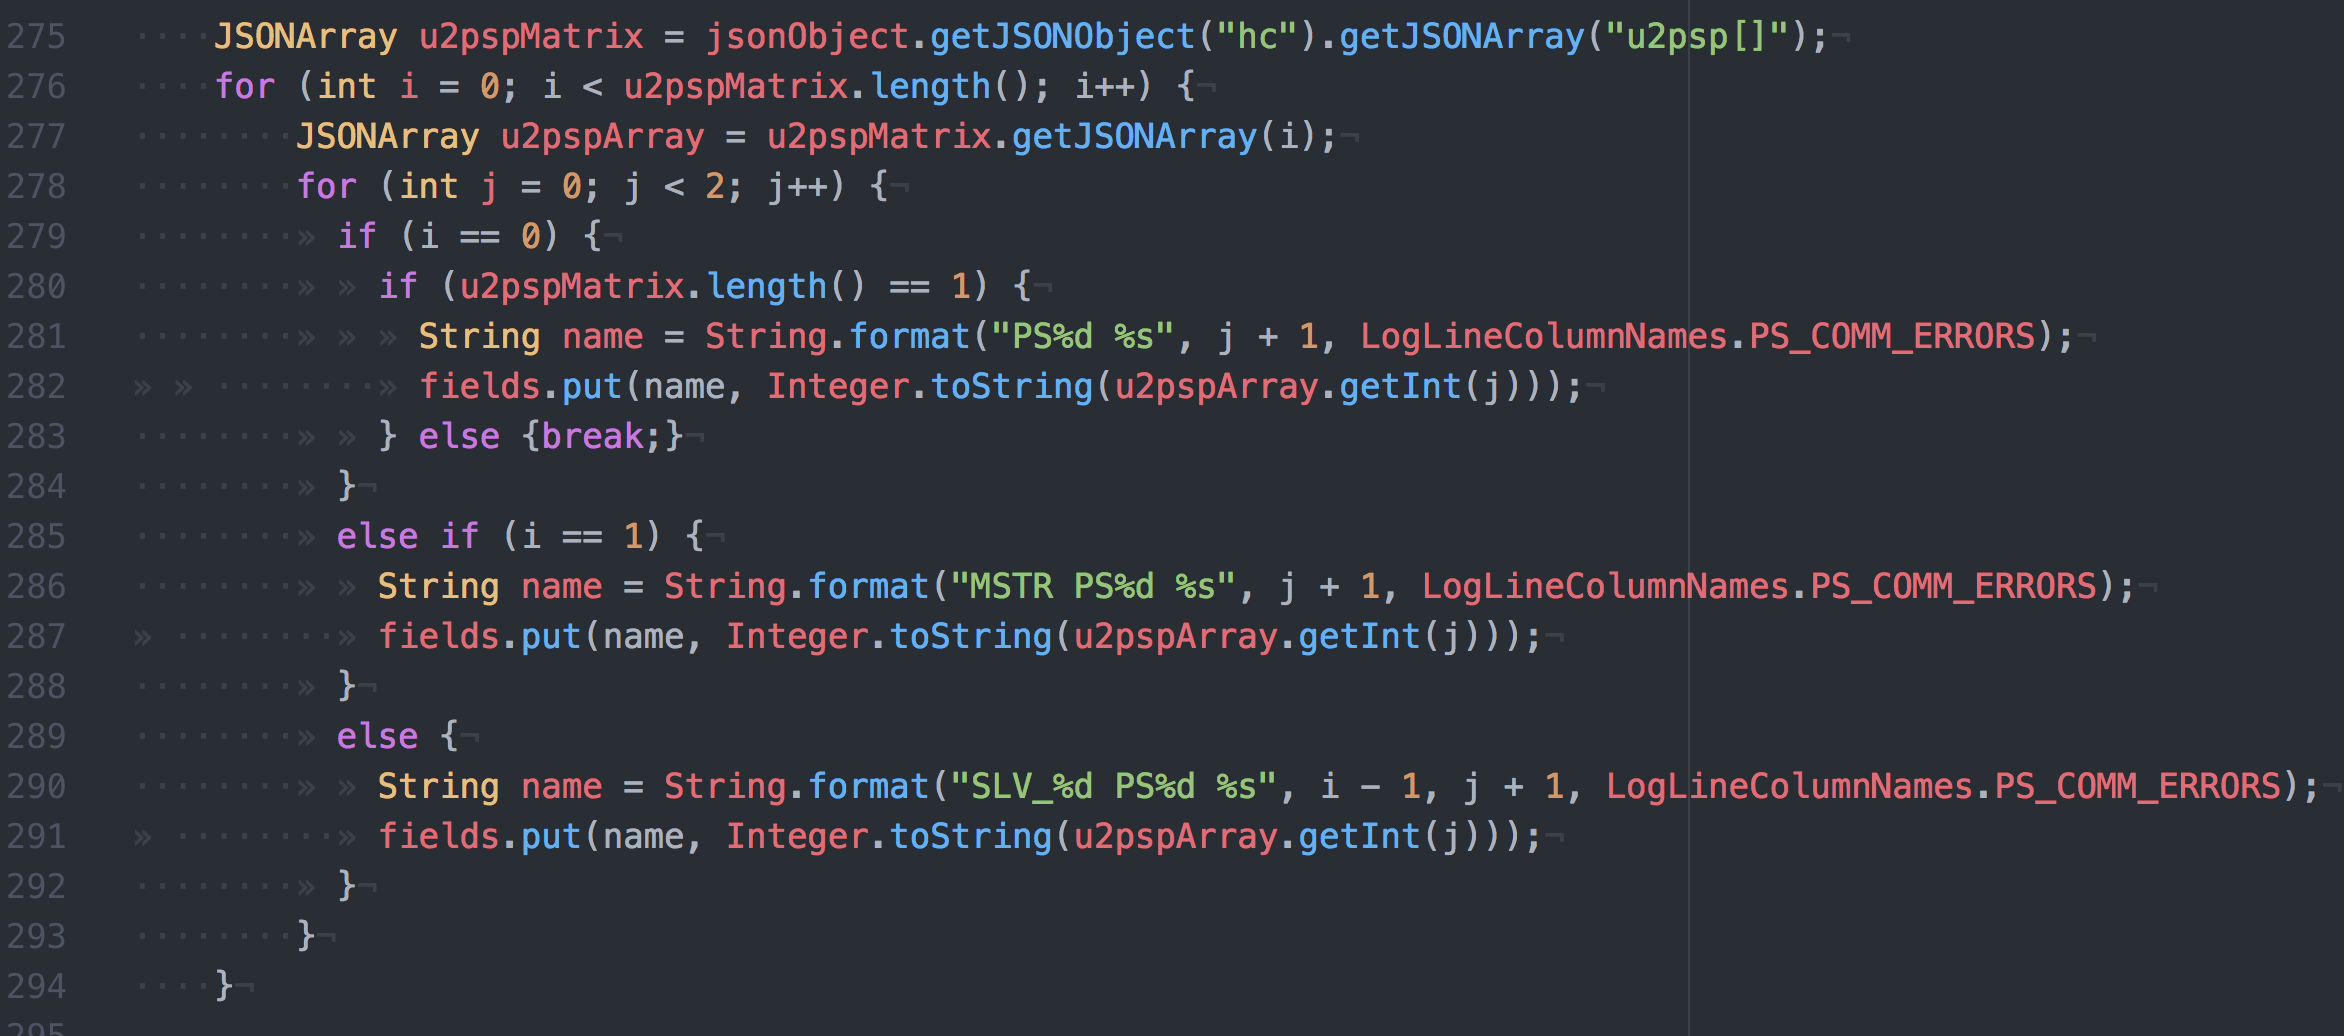 275 JSONArray u2pspMatrix = jsonObject.getJSONObject("hc").getJSONArray("u2psp[]");
276 for (int i = 0; i < u2pspMatrix.length(); i++) {
277 JSONArray u2pspArray = u2pspMatrix.getJSONArray(i);
278 for (int j = 0; j < 2; j++) {
279 if (i == 0) {
280 if (u2pspMatrix.length() == 1) {
281 String name = String.format("PS%d %s", j + 1, LogLineColumnNames.PS_COMM_ERRORS);
282 fields.put(name, Integer.toString(u2pspArray.getInt(j)));
283 } else {break;}
284 }
285 else if (i == 1) {
286 String name = String.format("MSTR PS%d %s", j + 1, LogLineColumnNames.PS_COMM_ERRORS);
287 fields.put(name, Integer.toString(u2pspArray.getInt(j)));
288 }
289 else {
290 String name = String.format("SLV_%d PS%d %s", i - 1, j + 1, LogLineColumnNames.PS_COMM_ERRORS);
291 fields.put(name, Integer.toString(u2pspArray.getInt(j)));
292 }
293 }
294 }
295